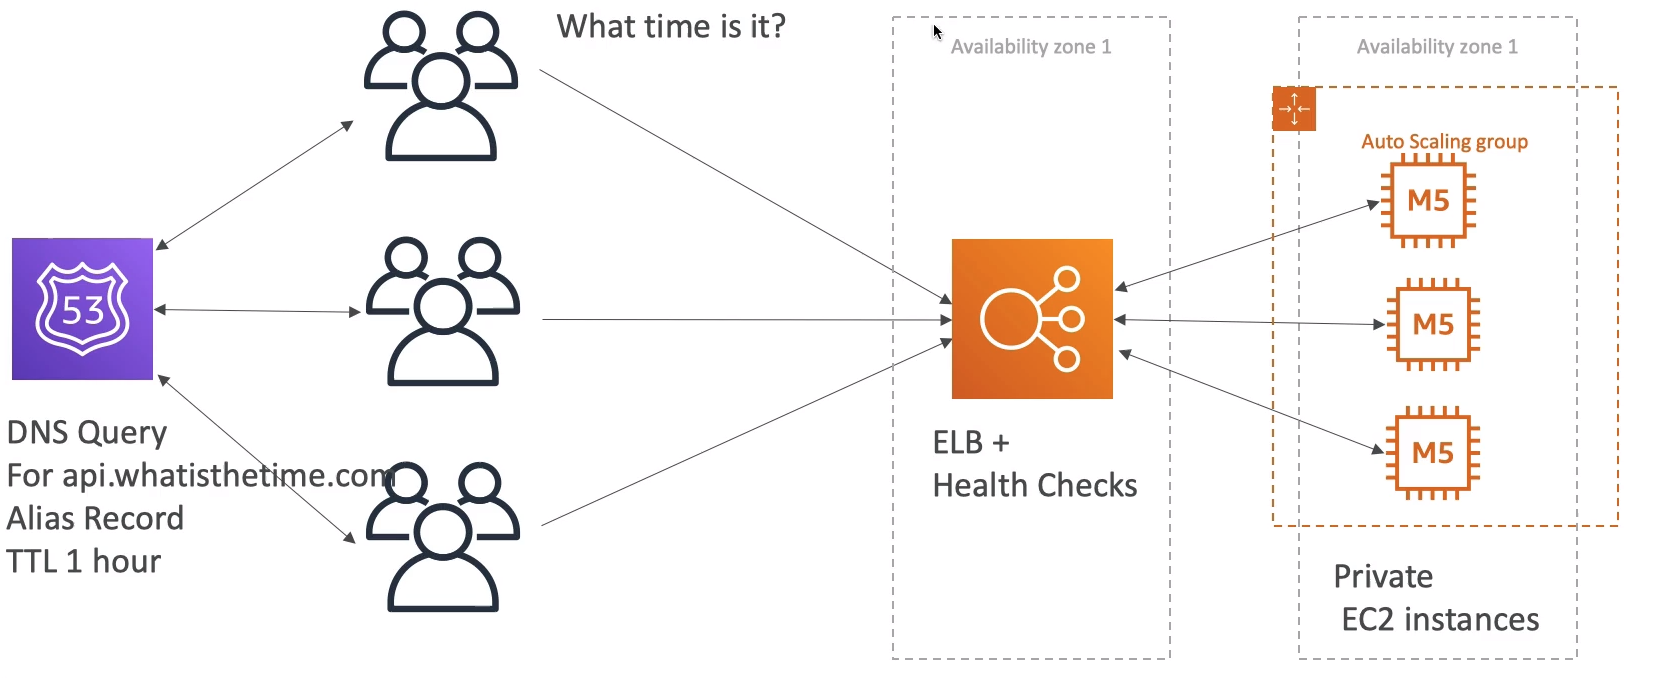 What time is it?
Availability zone 1
Availability zone 1
Auto Scaling group
M5
53
M5
DNS Query
For api.whatisthetime.com
Alias Record
TTL 1 hour
ELB +
Health Checks
M5
Private
EC2 instances